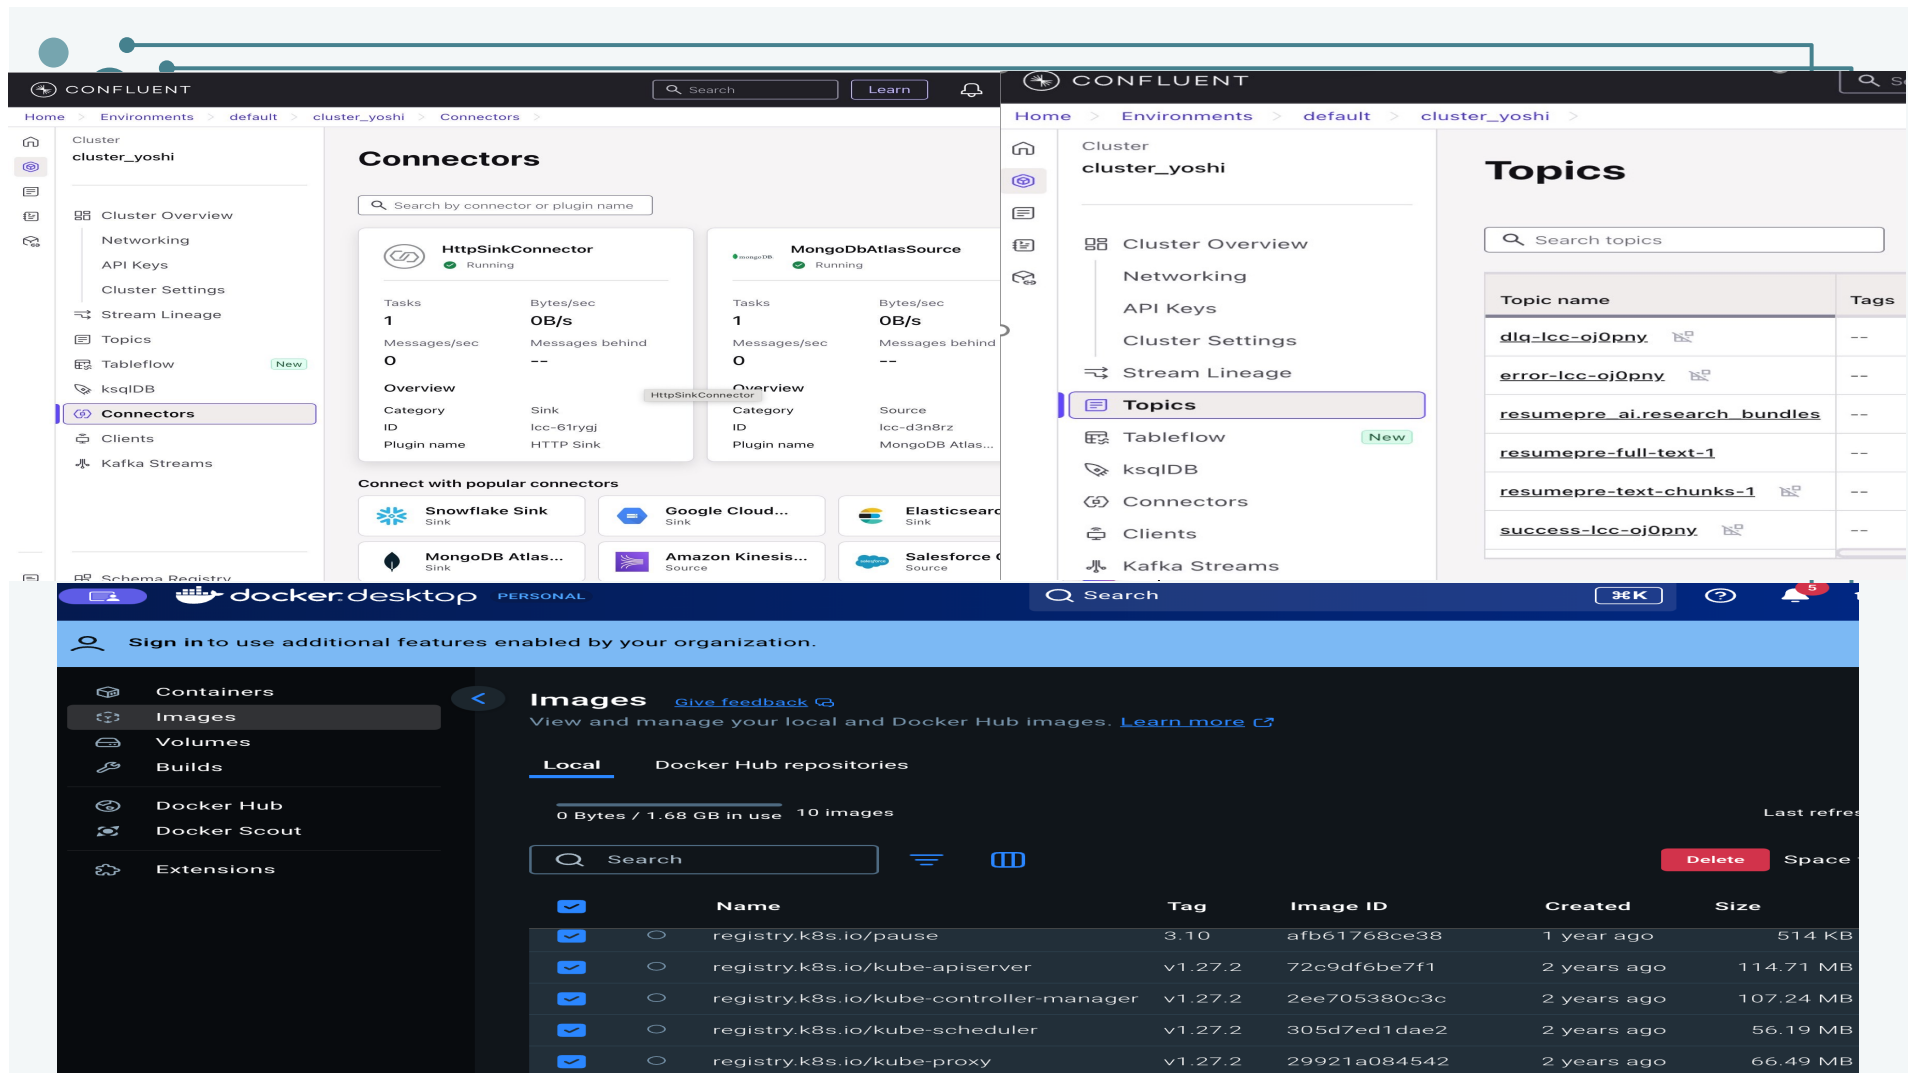 CONFLUENT
Search
Learn
Home > Environments > default > cluster_yoshi > Connectors >
Cluster
cluster_yoshi
Cluster Overview
Networking
API Keys
Cluster Settings
Stream Lineage
Topics
Tableflow New
ksqlDB
Connectors
Clients
Kafka Streams
Schema Registry
Connectors
Search by connector or plugin name
HttpSinkConnector
Running
Tasks Bytes/sec
1 0B/s
Messages/sec Messages behind
0 --
Overview
Category Sink
ID lcc-61rygj
Plugin name HTTP Sink
HttpSinkConnector
mongoDB
MongoDbAtlasSource
Running
Tasks Bytes/sec
1 0B/s
Messages/sec Messages behind
0 --
Overview
Category Source
ID lcc-d3n8rz
Plugin name MongoDB Atlas...
Connect with popular connectors
Snowflake Sink
Sink
Google Cloud...
Sink
Elasticsearc
Sink
MongoDB Atlas...
Sink
Amazon Kinesis...
Source
salesforce
Salesforce
Source
CONFLUENT
Home > Environments > default > cluster_yoshi >
Cluster
cluster_yoshi
Cluster Overview
Networking
API Keys
Cluster Settings
Stream Lineage
Topics
Tableflow New
ksqlDB
Connectors
Clients
Kafka Streams
Topics
Search topics
Topic name Tags
dlq-lcc-oj0pny --
error-lcc-oj0pny --
resumepre_ai.research_bundles --
resumepre-full-text-1 --
resumepre-text-chunks-1 --
success-lcc-oj0pny --
docker.desktop PERSONAL
Search ⌘K
5
Sign in to use additional features enabled by your organization.
Containers
Images
Volumes
Builds
Docker Hub
Docker Scout
Extensions
Images Give feedback
View and manage your local and Docker Hub images. Learn more
Local Docker Hub repositories
0 Bytes / 1.68 GB in use 10 images
Last refre
Search
Delete Space
Name Tag Image ID Created Size
registry.k8s.io/pause 3.10 afb61768ce38 1 year ago 514 KB
registry.k8s.io/kube-apiserver v1.27.2 72c9df6be7f1 2 years ago 114.71 MB
registry.k8s.io/kube-controller-manager v1.27.2 2ee705380c3c 2 years ago 107.24 MB
registry.k8s.io/kube-scheduler v1.27.2 305d7ed1dae2 2 years ago 56.19 MB
registry.k8s.io/kube-proxy v1.27.2 29921a084542 2 years ago 66.49 MB